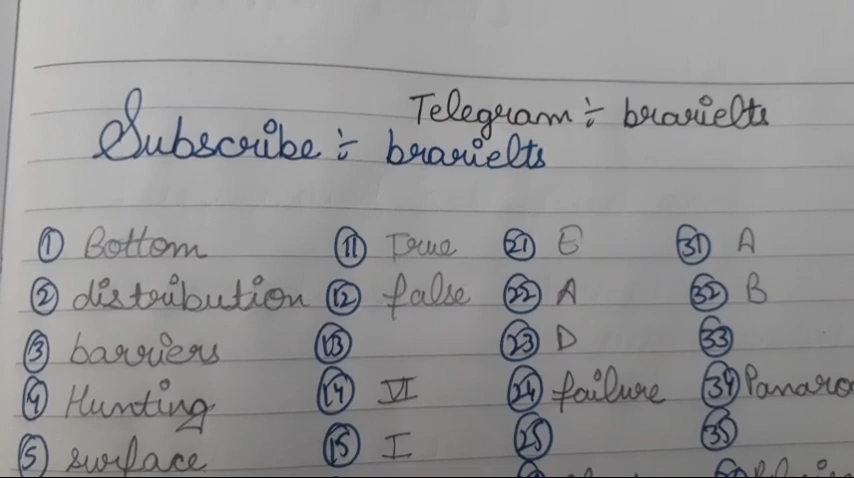 Telegram ÷ brarielts
Subscribe ÷ brarielts
① Bottom ⑪ True ㉑ E ㉛ A
② distribution ⑫ false ㉒ A ㉜ B
③ barriers ⑬ ㉓ D ㉝
④ Hunting ⑭ VI ㉔ failure ㉞ Panaro
⑤ surface ⑮ I ㉕ ㉟